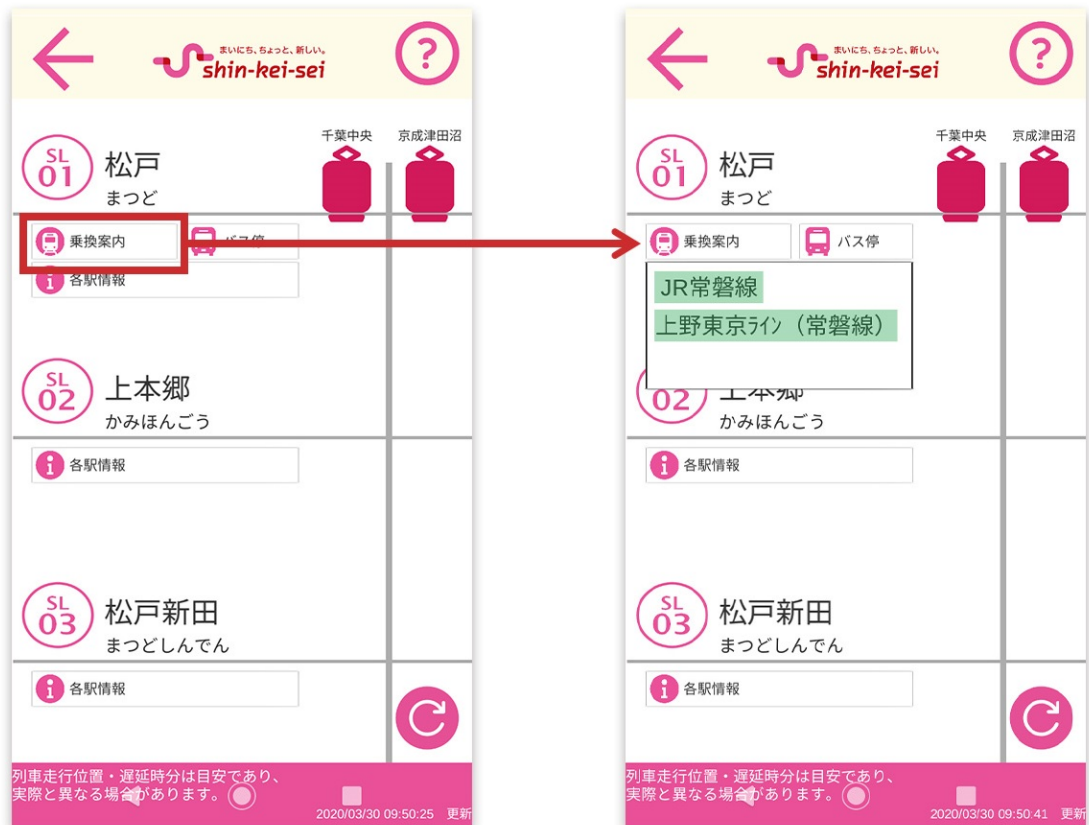 まいにち、ちょっと、新しい。
shin-kei-sei
?
千葉中央 京成津田沼
SL
01
松戸
まつど
乗換案内
バス停
各駅情報
SL
02
上本郷
かみほんごう
各駅情報
SL
03
松戸新田
まつどしんでん
各駅情報
列車走行位置・遅延時分は目安であり、
実際と異なる場合があります。
2020/03/30 09:50:25 更新
まいにち、ちょっと、新しい。
shin-kei-sei
?
千葉中央 京成津田沼
SL
01
松戸
まつど
乗換案内
バス停
JR常磐線
上野東京ﾗｲﾝ（常磐線）
02
上本郷
かみほんごう
各駅情報
SL
03
松戸新田
まつどしんでん
各駅情報
列車走行位置・遅延時分は目安であり、
実際と異なる場合があります。
2020/03/30 09:50:41 更新